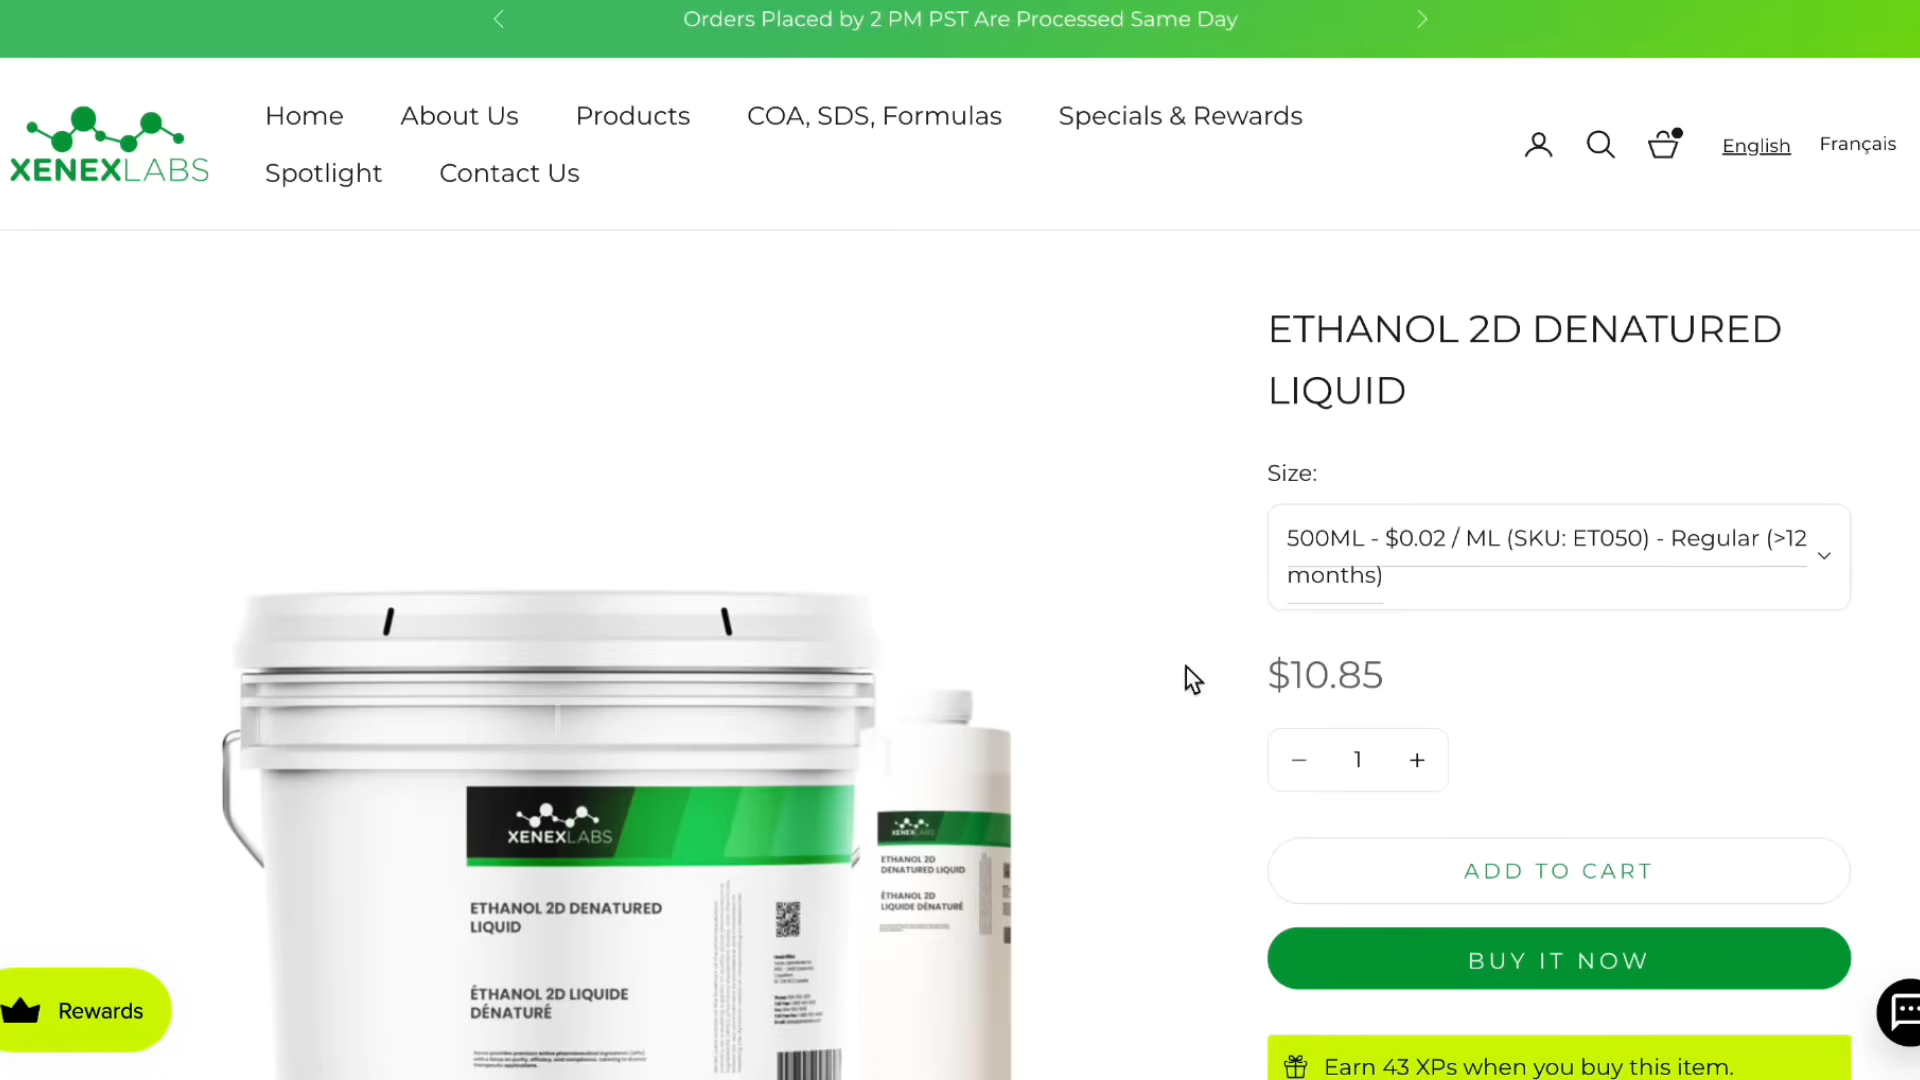 Orders Placed by 2 PM PST Are Processed Same Day
Home About Us Products COA, SDS, Formulas Specials & Rewards
Spotlight Contact Us
XENEXLABS
English Français
ETHANOL 2D DENATURED
LIQUID
Size:
500ML - $0.02 / ML (SKU: ET050) - Regular (>12
months)
$10.85
1
ADD TO CART
BUY IT NOW
Earn 43 XPs when you buy this item.
XENEXLABS
ETHANOL 2D DENATURED
LIQUID
ÉTHANOL 2D LIQUIDE
DÉNATURÉ
XENEXLABS
ETHANOL 2D
DENATURED LIQUID
ÉTHANOL 2D
LIQUIDE DÉNATURÉ
Rewards